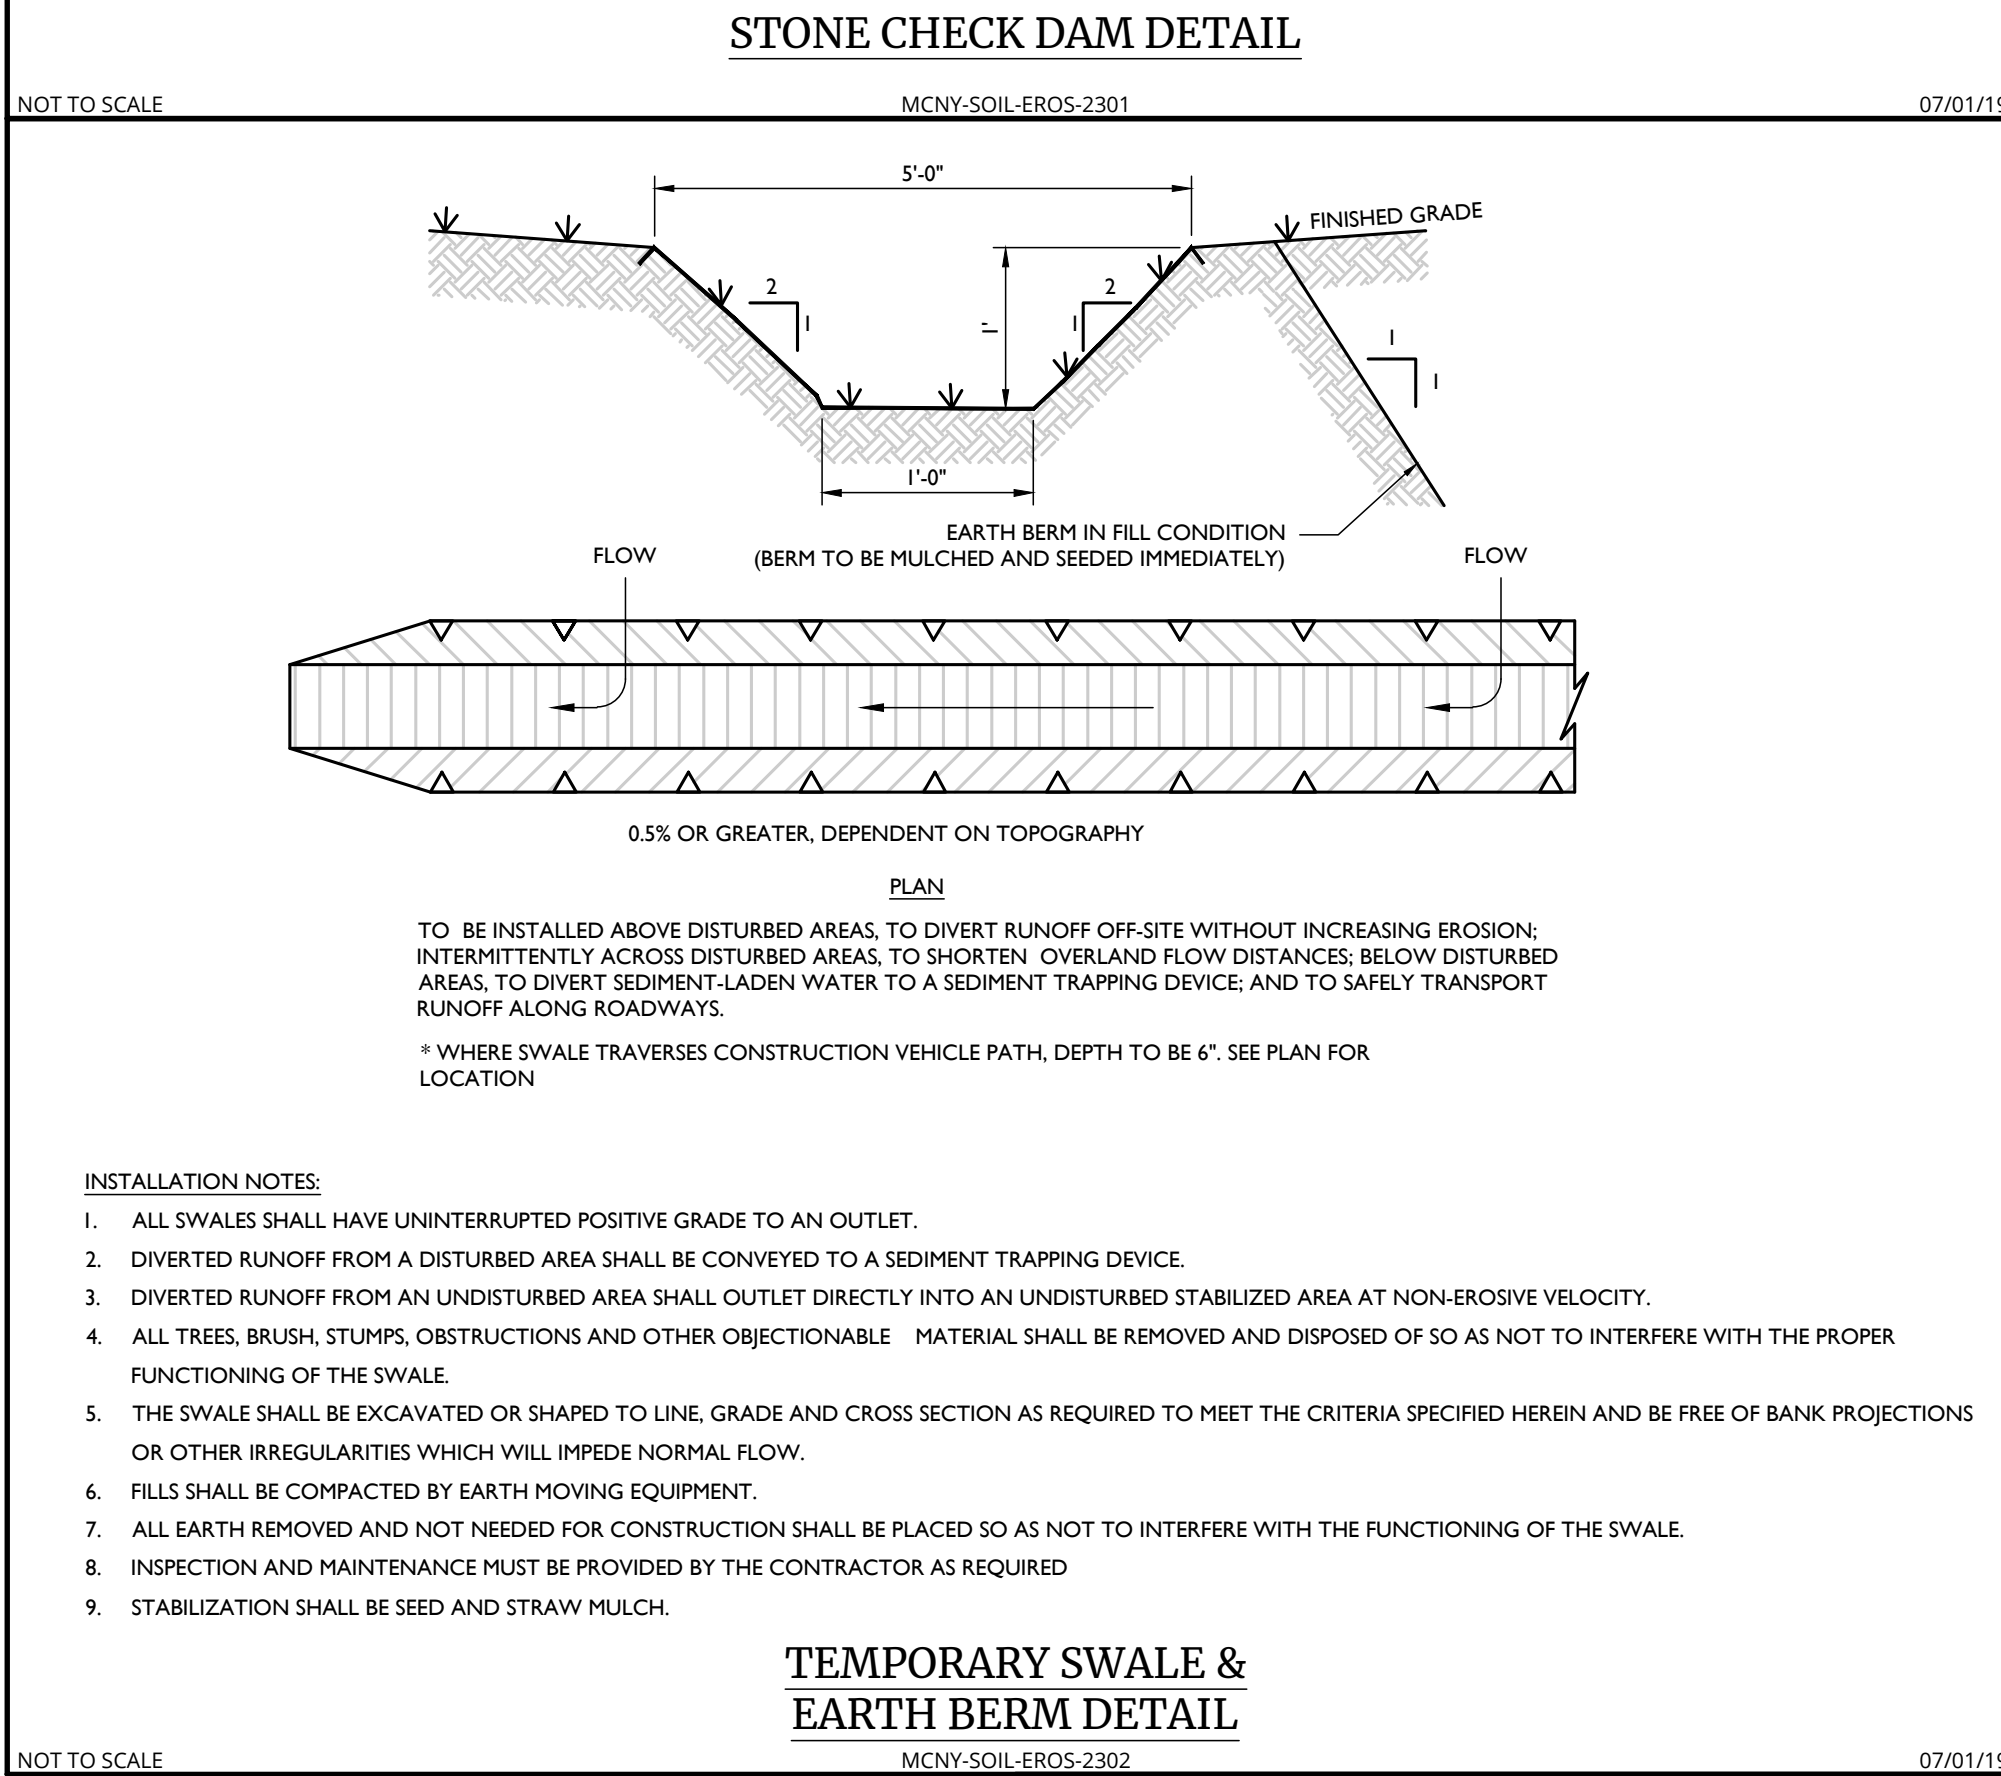 STONE CHECK DAM DETAIL
NOT TO SCALE
MCNY-SOIL-EROS-2301
07/01/19
5'-0"
FINISHED GRADE
2
1
1'
2
1
1
1
1'-0"
EARTH BERM IN FILL CONDITION
(BERM TO BE MULCHED AND SEEDED IMMEDIATELY)
FLOW
FLOW
0.5% OR GREATER, DEPENDENT ON TOPOGRAPHY
PLAN
TO BE INSTALLED ABOVE DISTURBED AREAS, TO DIVERT RUNOFF OFF-SITE WITHOUT INCREASING EROSION;
INTERMITTENTLY ACROSS DISTURBED AREAS, TO SHORTEN OVERLAND FLOW DISTANCES; BELOW DISTURBED
AREAS, TO DIVERT SEDIMENT-LADEN WATER TO A SEDIMENT TRAPPING DEVICE; AND TO SAFELY TRANSPORT
RUNOFF ALONG ROADWAYS.
* WHERE SWALE TRAVERSES CONSTRUCTION VEHICLE PATH, DEPTH TO BE 6". SEE PLAN FOR
LOCATION
INSTALLATION NOTES:
1. ALL SWALES SHALL HAVE UNINTERRUPTED POSITIVE GRADE TO AN OUTLET.
2. DIVERTED RUNOFF FROM A DISTURBED AREA SHALL BE CONVEYED TO A SEDIMENT TRAPPING DEVICE.
3. DIVERTED RUNOFF FROM AN UNDISTURBED AREA SHALL OUTLET DIRECTLY INTO AN UNDISTURBED STABILIZED AREA AT NON-EROSIVE VELOCITY.
4. ALL TREES, BRUSH, STUMPS, OBSTRUCTIONS AND OTHER OBJECTIONABLE MATERIAL SHALL BE REMOVED AND DISPOSED OF SO AS NOT TO INTERFERE WITH THE PROPER
FUNCTIONING OF THE SWALE.
5. THE SWALE SHALL BE EXCAVATED OR SHAPED TO LINE, GRADE AND CROSS SECTION AS REQUIRED TO MEET THE CRITERIA SPECIFIED HEREIN AND BE FREE OF BANK PROJECTIONS
OR OTHER IRREGULARITIES WHICH WILL IMPEDE NORMAL FLOW.
6. FILLS SHALL BE COMPACTED BY EARTH MOVING EQUIPMENT.
7. ALL EARTH REMOVED AND NOT NEEDED FOR CONSTRUCTION SHALL BE PLACED SO AS NOT TO INTERFERE WITH THE FUNCTIONING OF THE SWALE.
8. INSPECTION AND MAINTENANCE MUST BE PROVIDED BY THE CONTRACTOR AS REQUIRED
9. STABILIZATION SHALL BE SEED AND STRAW MULCH.
TEMPORARY SWALE &
EARTH BERM DETAIL
NOT TO SCALE
MCNY-SOIL-EROS-2302
07/01/19